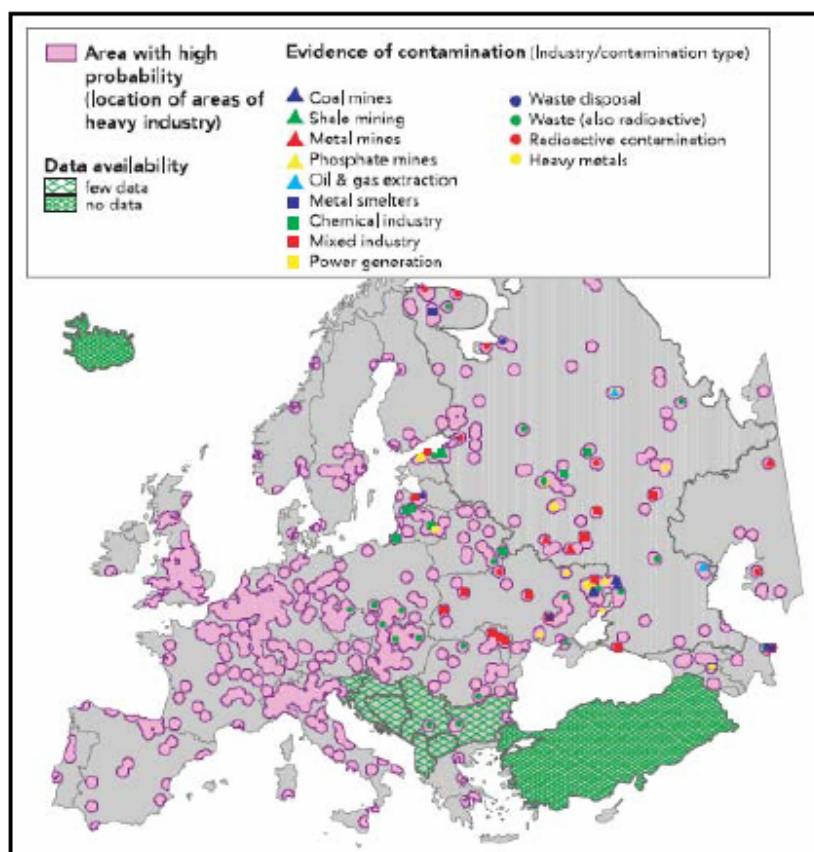 Area with high
probability
(location of areas of
heavy industry)
Data availability
few data
no data
Evidence of contamination (Industry/contamination type)
Coal mines
Shale mining
Metal mines
Phosphate mines
Oil & gas extraction
Metal smelters
Chemical industry
Mixed industry
Power generation
Waste disposal
Waste (also radioactive)
Radioactive contamination
Heavy metals